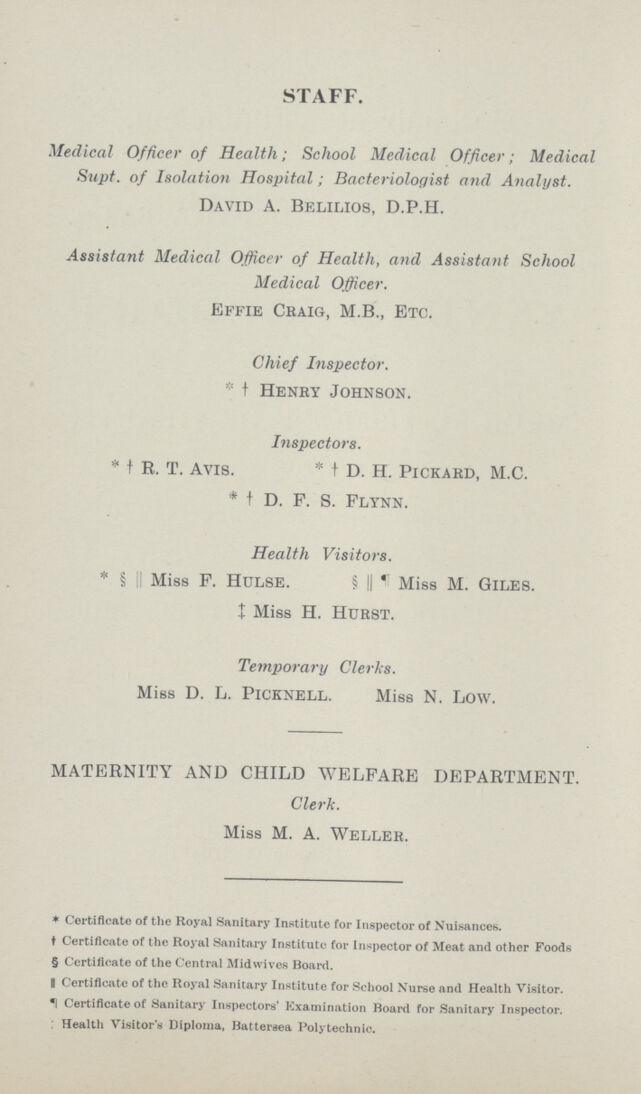 STAFF.
Medical Officer of Health; School Medical Officer; Medical
Supt. of Isolation Hospital; Bacteriologist and Analyst.
DAVID A. BELILIOS, D.P.H.
Assistant Medical Officer of Health, and Assistant School
Medical Officer.
EFFIE CRAIG, M.B., ETC.
Chief Inspector.
* † HENRY JOHNSON.
Inspectors.
* † R. T. AVIS. * † D. H. PICKARD, M.C.
* † D. F. S. FLYNN.
Health Visitors.
* § || Miss F. HULSE. § || ¶ Miss M. GILES.
‡ Miss H. HURST.
Temporary Clerks.
Miss D. L. PICKNELL. Miss N. LOW.
MATERNITY AND CHILD WELFARE DEPARTMENT.
Clerk.
Miss M. A. WELLER.
* Certificate of the Royal Sanitary Institute for Inspector of Nuisances.
† Certificate of the Royal Sanitary Institute for Inspector of Meat and other Foods
§ Certificate of the Central Midwives Board.
|| Certificate of the Royal Sanitary Institute for School Nurse and Health Visitor.
¶ Certificate of Sanitary Inspectors' Examination Board for Sanitary Inspector.
: Health Visitor's Diploma, Battersea Polytechnic.